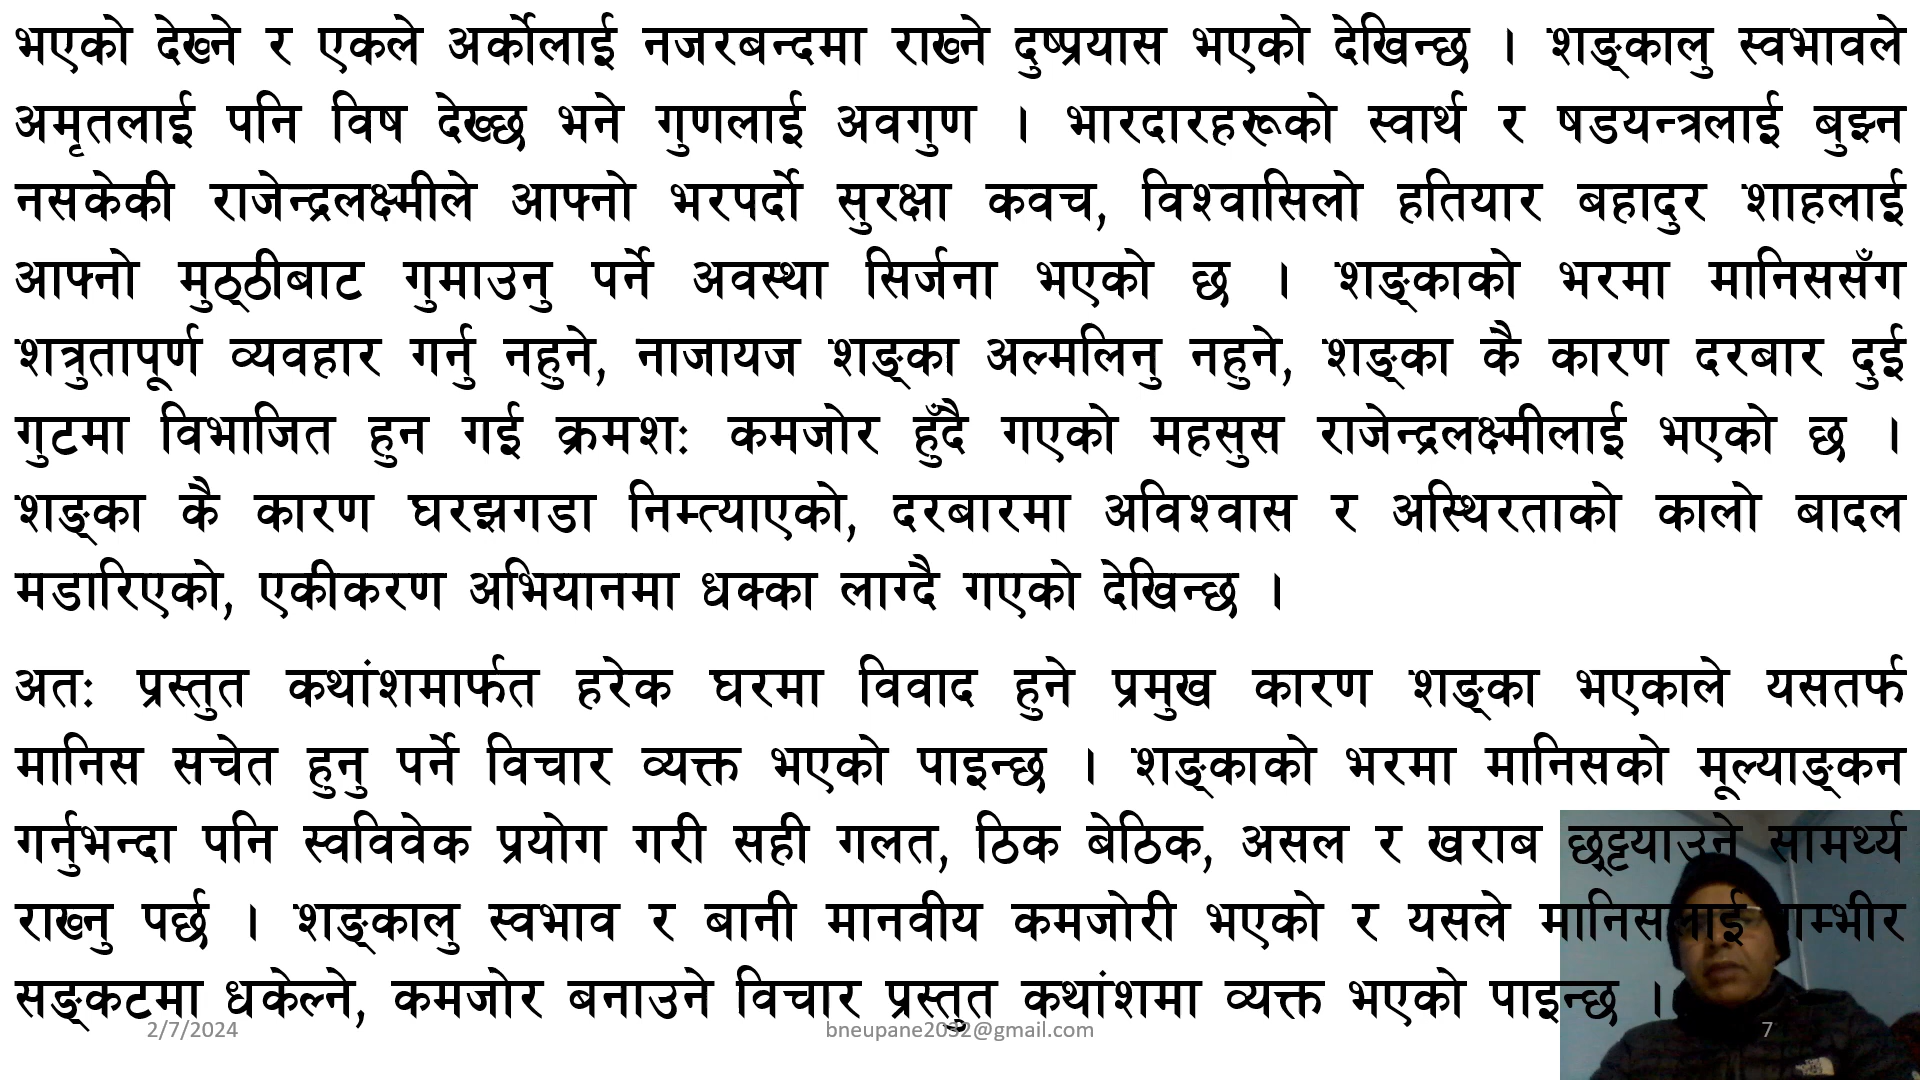 भएको देख्ने र एकले अर्कोलाई नजरबन्दमा राख्ने दुष्प्रयास भएको देखिन्छ । शङ्कालु स्वभावले
अमृतलाई पनि विष देख्छ भने गुणलाई अवगुण । भारदारहरूको स्वार्थ र षडयन्त्रलाई बुझ्न
नसकेकी राजेन्द्रलक्ष्मीले आफ्नो भरपर्दो सुरक्षा कवच, विश्वासिलो हतियार बहादुर शाहलाई
आफ्नो मुठ्ठीबाट गुमाउनु पर्ने अवस्था सिर्जना भएको छ । शङ्काको भरमा मानिससँग
शत्रुतापूर्ण व्यवहार गर्नु नहुने, नाजायज शङ्का अल्मलिनु नहुने, शङ्का कै कारण दरबार दुई
गुटमा विभाजित हुन गई क्रमशः कमजोर हुँदै गएको महसुस राजेन्द्रलक्ष्मीलाई भएको छ ।
शङ्का कै कारण घरझगडा निम्त्याएको, दरबारमा अविश्वास र अस्थिरताको कालो बादल
मडारिएको, एकीकरण अभियानमा धक्का लाग्दै गएको देखिन्छ ।
अतः प्रस्तुत कथांशमार्फत हरेक घरमा विवाद हुने प्रमुख कारण शङ्का भएकाले यसतर्फ
मानिस सचेत हुनु पर्ने विचार व्यक्त भएको पाइन्छ । शङ्काको भरमा मानिसको मूल्याङ्कन
गर्नुभन्दा पनि स्वविवेक प्रयोग गरी सही गलत, ठिक बेठिक, असल र खराब छुट्टयाउने सामर्थ्य
राख्नु पर्छ । शङ्कालु स्वभाव र बानी मानवीय कमजोरी भएको र यसले मानिसलाई गम्भीर
सङ्कटमा धकेल्ने, कमजोर बनाउने विचार प्रस्तुत कथांशमा व्यक्त भएको पाइन्छ ।
2/7/2024 bneupane2032@gmail.com 7